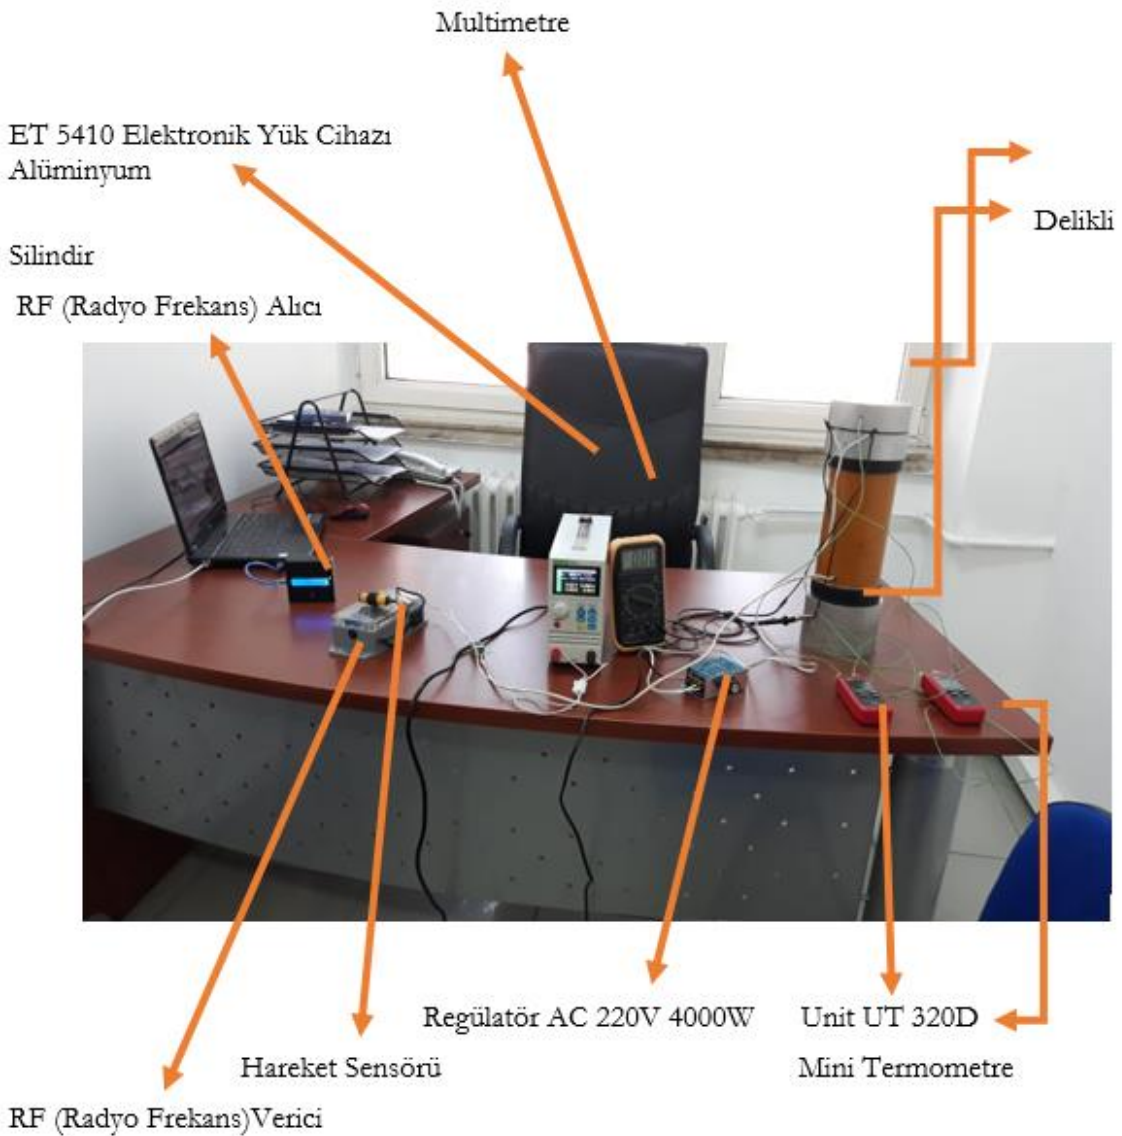 Multimetre
ET 5410 Elektronik Yük Cihazı
Alüminyum
Delikli
Silindir
RF (Radyo Frekans) Alıcı
Regülatör AC 220V 4000W
Unit UT 320D
Hareket Sensörü
Mini Termometre
RF (Radyo Frekans)Verici